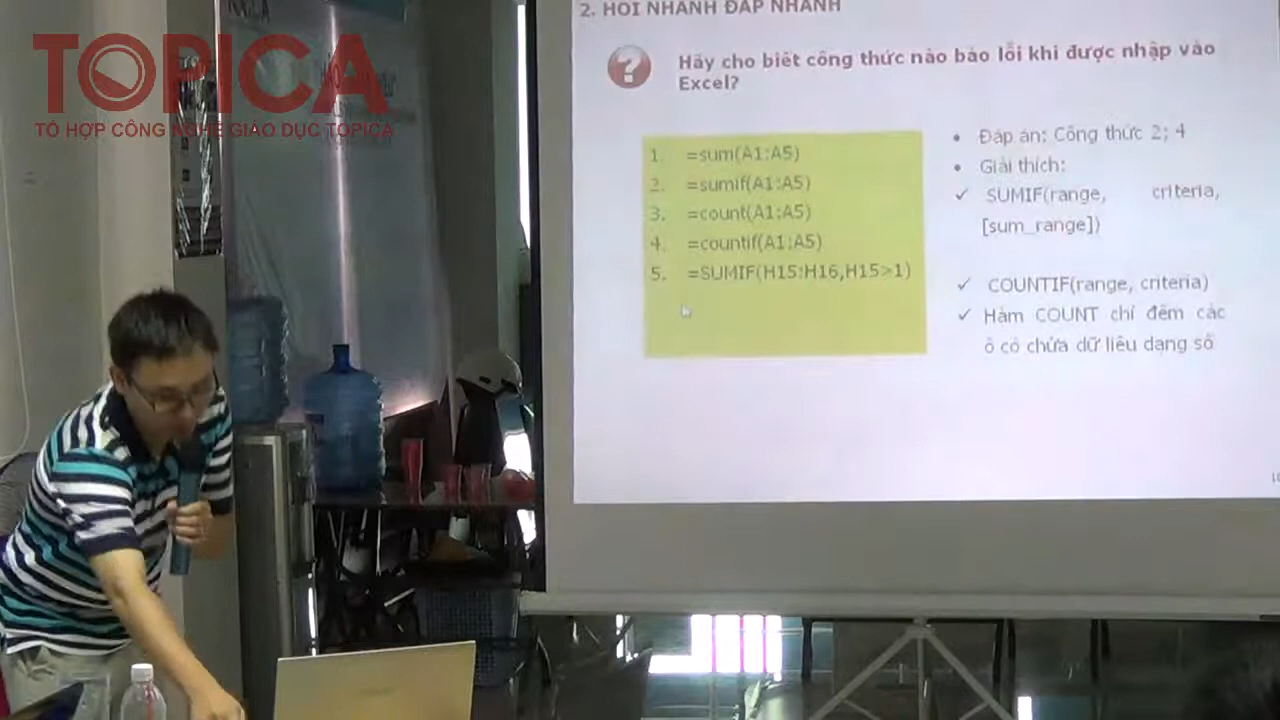 TOPICA
TỔ HỢP CÔNG NGHỆ GIÁO DỤC TOPICA
2. HỎI NHANH ĐÁP NHANH
?
Hãy cho biết công thức nào báo lỗi khi được nhập vào
Excel?
1. =sum(A1:A5)
2. =sumif(A1:A5)
3. =count(A1:A5)
4. =countif(A1:A5)
5. =SUMIF(H15:H16,H15>1)
• Đáp án: Công thức 2; 4
• Giải thích:
✓ SUMIF(range, criteria,
[sum_range])
✓ COUNTIF(range, criteria)
✓ Hàm COUNT chỉ đếm các
ô có chứa dữ liệu dạng số